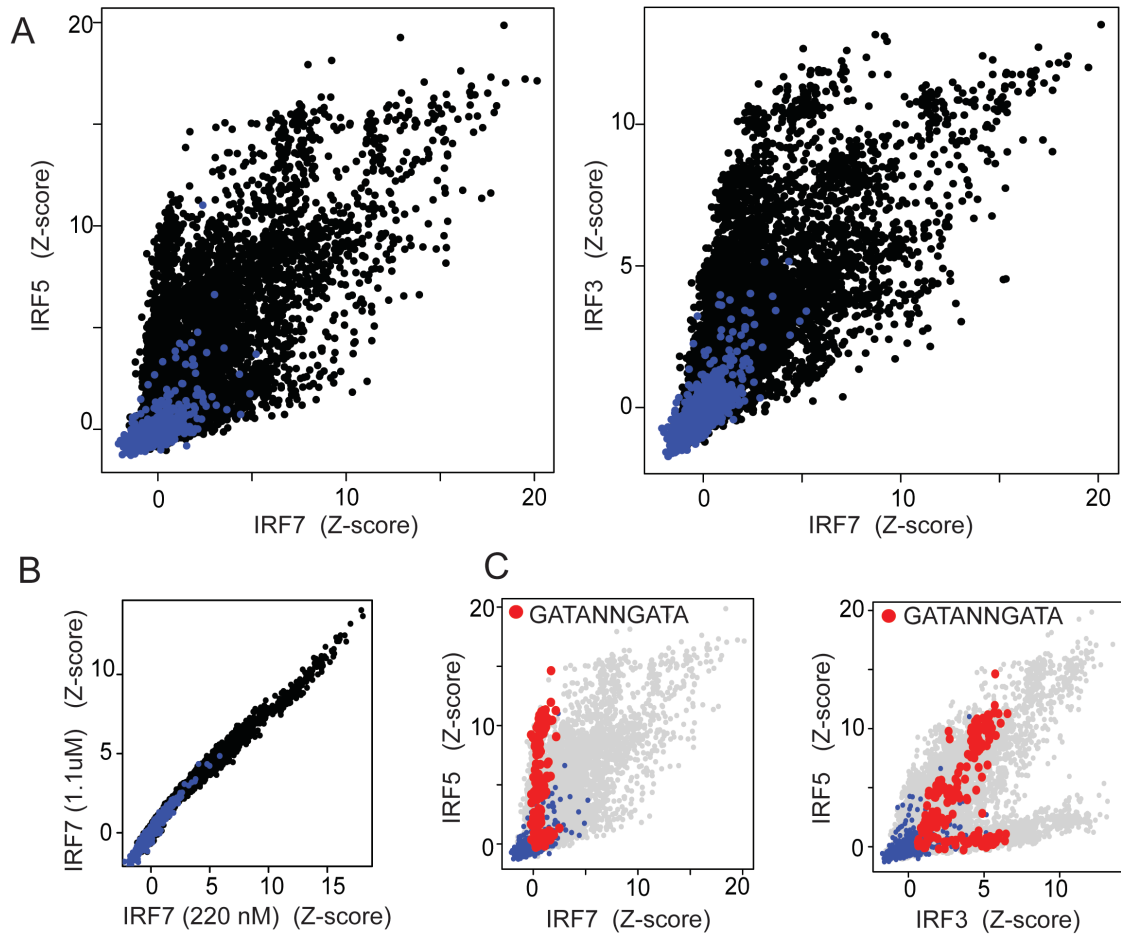 A
20
10
0
IRF5 (Z-score)
0
10
20
IRF7 (Z-score)
10
5
0
IRF3 (Z-score)
0
10
20
IRF7 (Z-score)
B
10
5
0
IRF7 (1.1uM) (Z-score)
0
5
10
15
IRF7 (220 nM) (Z-score)
C
GATANNGATA
20
10
0
IRF5 (Z-score)
0
10
20
IRF7 (Z-score)
GATANNGATA
20
10
0
IRF5 (Z-score)
0
5
10
IRF3 (Z-score)